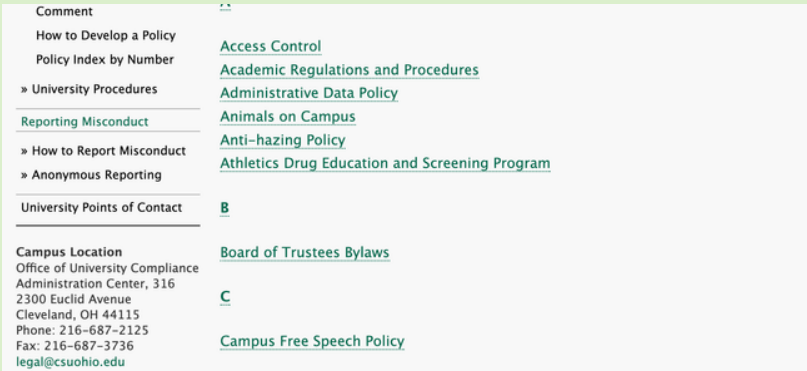 Comment
How to Develop a Policy
Policy Index by Number
» University Procedures
Reporting Misconduct
» How to Report Misconduct
» Anonymous Reporting
University Points of Contact
Campus Location
Office of University Compliance
Administration Center, 316
2300 Euclid Avenue
Cleveland, OH 44115
Phone: 216-687-2125
Fax: 216-687-3736
legal@csuohio.edu
Access Control
Academic Regulations and Procedures
Administrative Data Policy
Animals on Campus
Anti-hazing Policy
Athletics Drug Education and Screening Program
B
Board of Trustees Bylaws
C
Campus Free Speech Policy